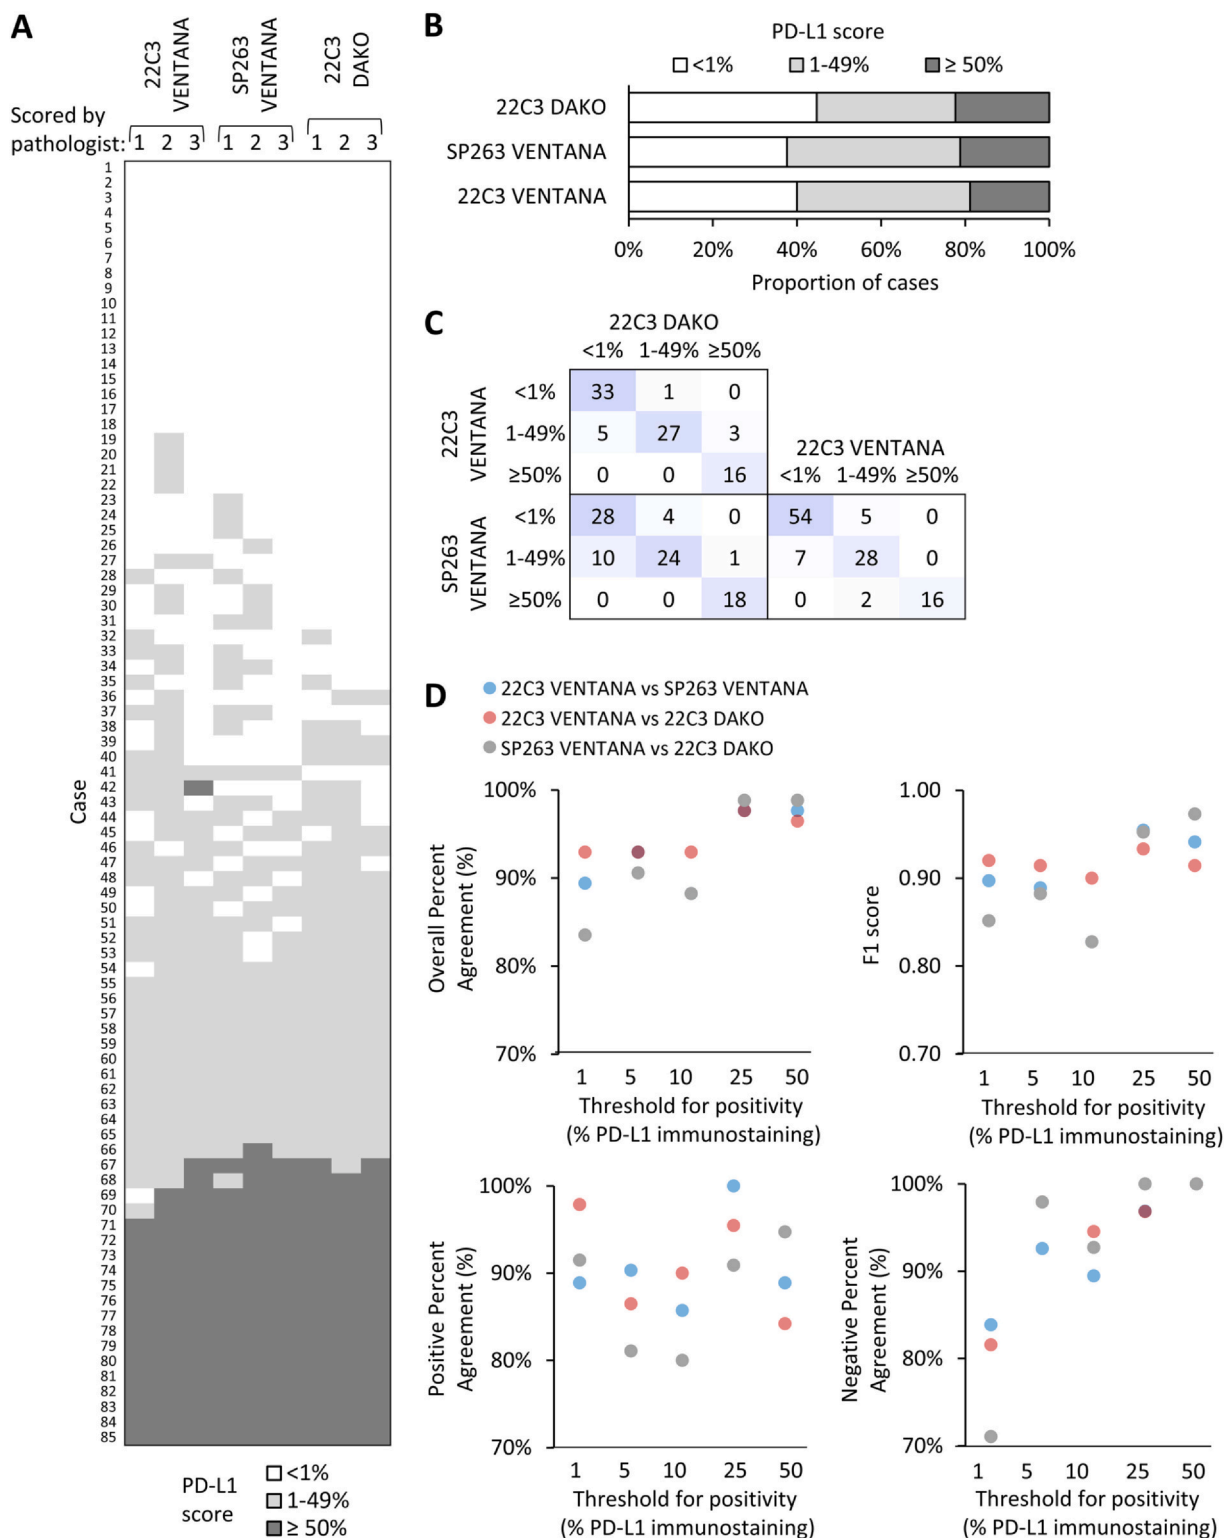 A
22C3
VENTANA
SP263
VENTANA
22C3
DAKO
Scored by
pathologist:
1 2 3 1 2 3 1 2 3
Case
1
2
3
4
5
6
7
8
9
10
11
12
13
14
15
16
17
18
19
20
21
22
23
24
25
26
27
28
29
30
31
32
33
34
35
36
37
38
39
40
41
42
43
44
45
46
47
48
49
50
51
52
53
54
55
56
57
58
59
60
61
62
63
64
65
66
67
68
69
70
71
72
73
74
75
76
77
78
79
80
81
82
83
84
85
PD-L1
score
<1%
1-49%
≥ 50%
B
PD-L1 score
<1% 1-49% ≥ 50%
22C3 DAKO
SP263 VENTANA
22C3 VENTANA
0% 20% 40% 60% 80% 100%
Proportion of cases
C
22C3 DAKO
<1% 1-49% ≥50%
22C3
VENTANA
<1% 33 1 0
1-49% 5 27 3
≥50% 0 0 16
22C3 VENTANA
<1% 1-49% ≥50%
SP263
VENTANA
<1% 28 4 0 54 5 0
1-49% 10 24 1 7 28 0
≥50% 0 0 18 0 2 16
D
22C3 VENTANA vs SP263 VENTANA
22C3 VENTANA vs 22C3 DAKO
SP263 VENTANA vs 22C3 DAKO
Overall Percent
Agreement (%)
100%
90%
80%
70%
1 5 10 25 50
Threshold for positivity
(% PD-L1 immunostaining)
F1 score
1.00
0.90
0.80
0.70
1 5 10 25 50
Threshold for positivity
(% PD-L1 immunostaining)
Positive Percent
Agreement (%)
100%
90%
80%
70%
1 5 10 25 50
Threshold for positivity
(% PD-L1 immunostaining)
Negative Percent
Agreement (%)
100%
90%
80%
70%
1 5 10 25 50
Threshold for positivity
(% PD-L1 immunostaining)